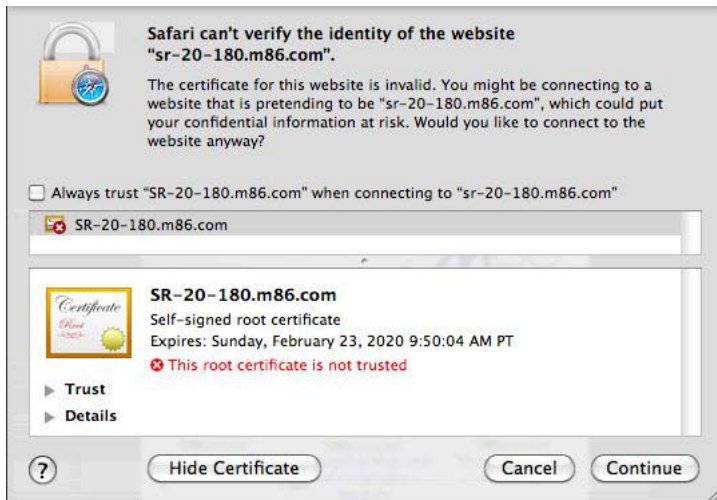 Safari can't verify the identity of the website
"sr-20-180.m86.com".
The certificate for this website is invalid. You might be connecting to a
website that is pretending to be "sr-20-180.m86.com", which could put
your confidential information at risk. Would you like to connect to the
website anyway?
Always trust "SR-20-180.m86.com" when connecting to "sr-20-180.m86.com"
SR-20-180.m86.com
Certificate
Root
SR-20-180.m86.com
Self-signed root certificate
Expires: Sunday, February 23, 2020 9:50:04 AM PT
This root certificate is not trusted
Trust
Details
? Hide Certificate Cancel Continue